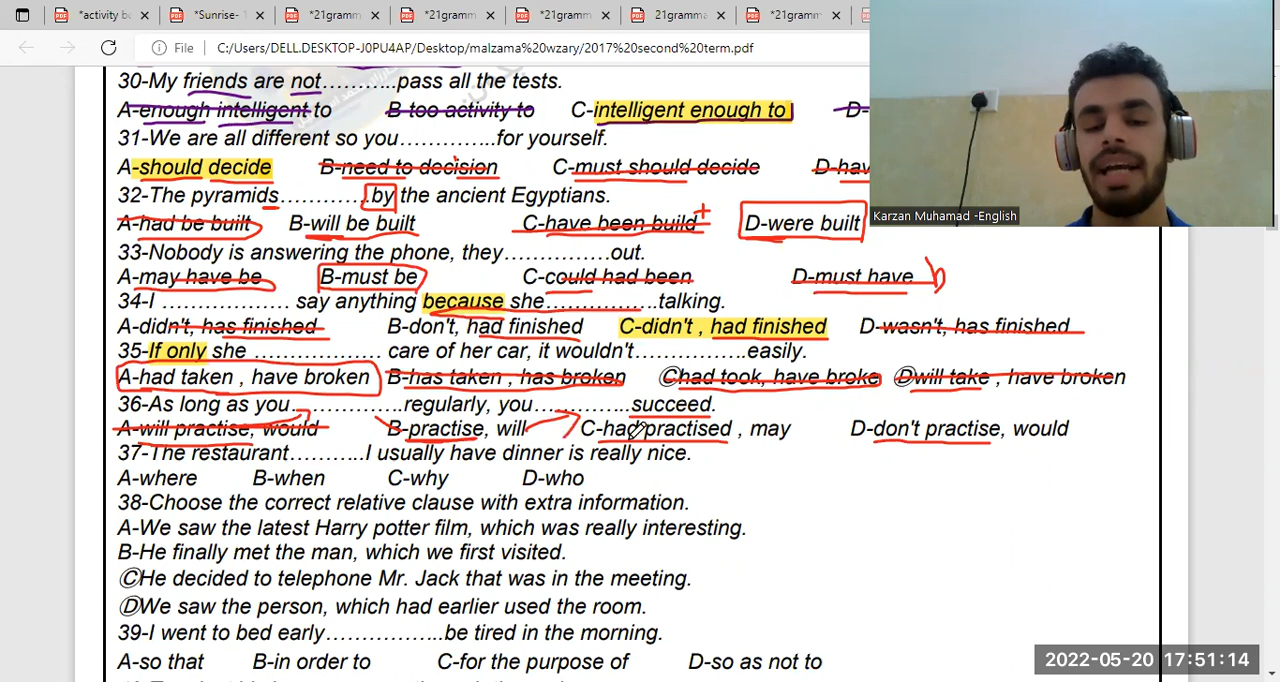 *activity b
*Sunrise-
*21gramm
*21gramm
*21gramm
21gramm
*21gramm
File C:/Users/DELL.DESKTOP-J0PU4AP/Desktop/malzama%20wzary/2017%20second%20term.pdf
30-My friends are not...........pass all the tests.
A-enough intelligent to B-too activity to C-intelligent enough to D-
31-We are all different so you.............for yourself.
A-should decide B-need to decision C-must should decide D-hav
32-The pyramids............by the ancient Egyptians.
A-had be built B-will be built C-have been build + D-were built
Karzan Muhamad -English
33-Nobody is answering the phone, they...............out.
A-may have be B-must be C-could had been D-must have b
34-I .................. say anything because she................talking.
A-didn't, has finished B-don't, had finished C-didn't , had finished D-wasn't, has finished
35-If only she .................. care of her car, it wouldn't................easily.
A-had taken , have broken B-has taken , has broken Ⓒhad took, have broke Ⓓwill take , have broken
36-As long as you................regularly, you.............succeed.
A-will practise, would B-practise, will C-had practised , may D-don't practise, would
37-The restaurant...........I usually have dinner is really nice.
A-where B-when C-why D-who
38-Choose the correct relative clause with extra information.
A-We saw the latest Harry potter film, which was really interesting.
B-He finally met the man, which we first visited.
ⒸHe decided to telephone Mr. Jack that was in the meeting.
ⒹWe saw the person, which had earlier used the room.
39-I went to bed early.................be tired in the morning.
A-so that B-in order to C-for the purpose of D-so as not to
2022-05-20 17:51:14